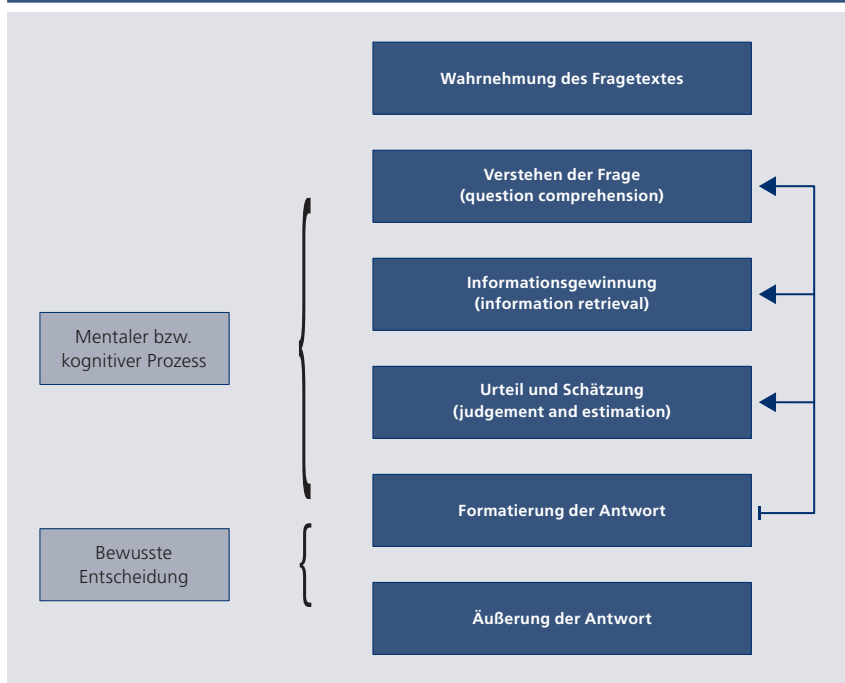 Wahrnehmung des Fragetextes
Verstehen der Frage
(question comprehension)
Informationsgewinnung
(information retrieval)
Mentaler bzw.
kognitiver Prozess
Urteil und Schätzung
(judgement and estimation)
Formatierung der Antwort
Bewusste
Entscheidung
Äußerung der Antwort